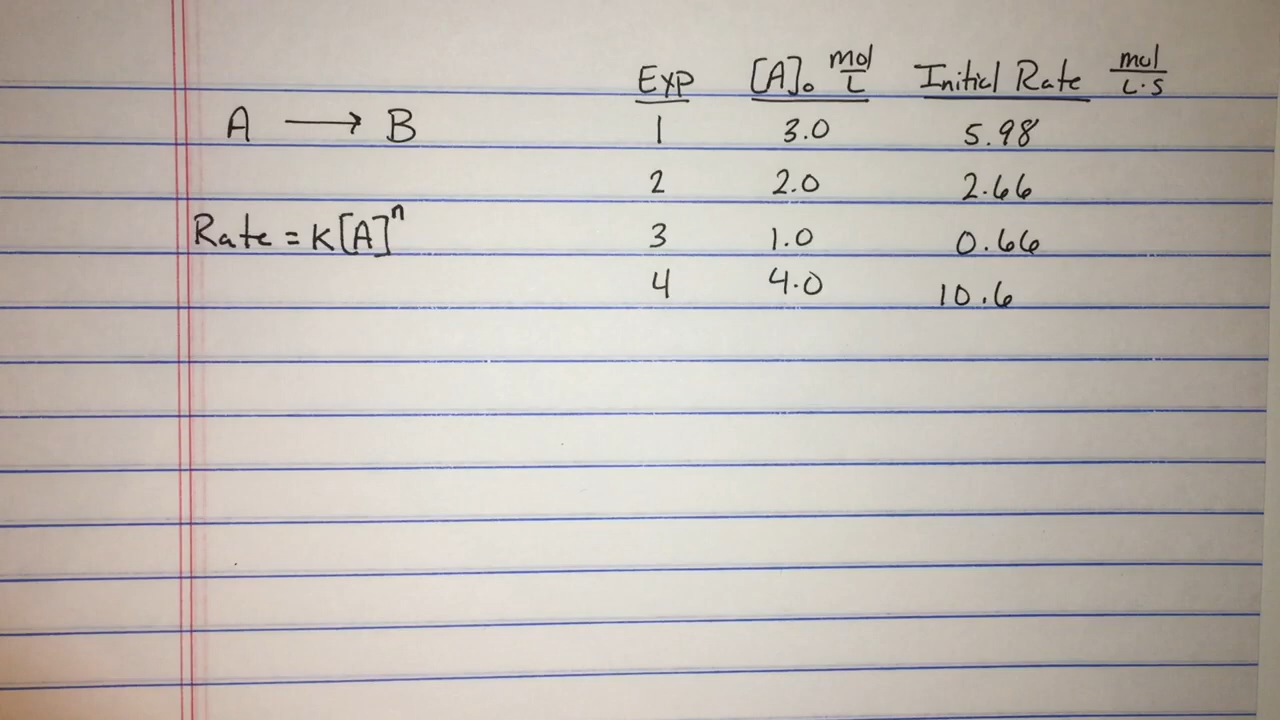 Exp [A]₀ mol/L Initial Rate mol/L·s
A ⟶ B 1 3.0 5.98
2 2.0 2.66
Rate = K[A]ⁿ 3 1.0 0.66
4 4.0 10.6